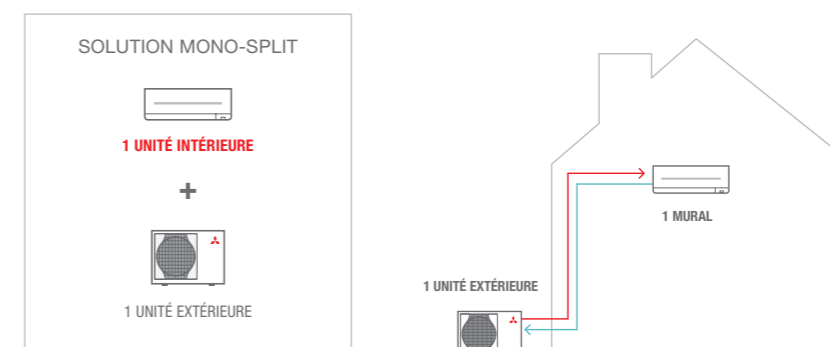 SOLUTION MONO-SPLIT
1 UNITÉ INTÉRIEURE
+
1 UNITÉ EXTÉRIEURE
1 MURAL
1 UNITÉ EXTÉRIEURE